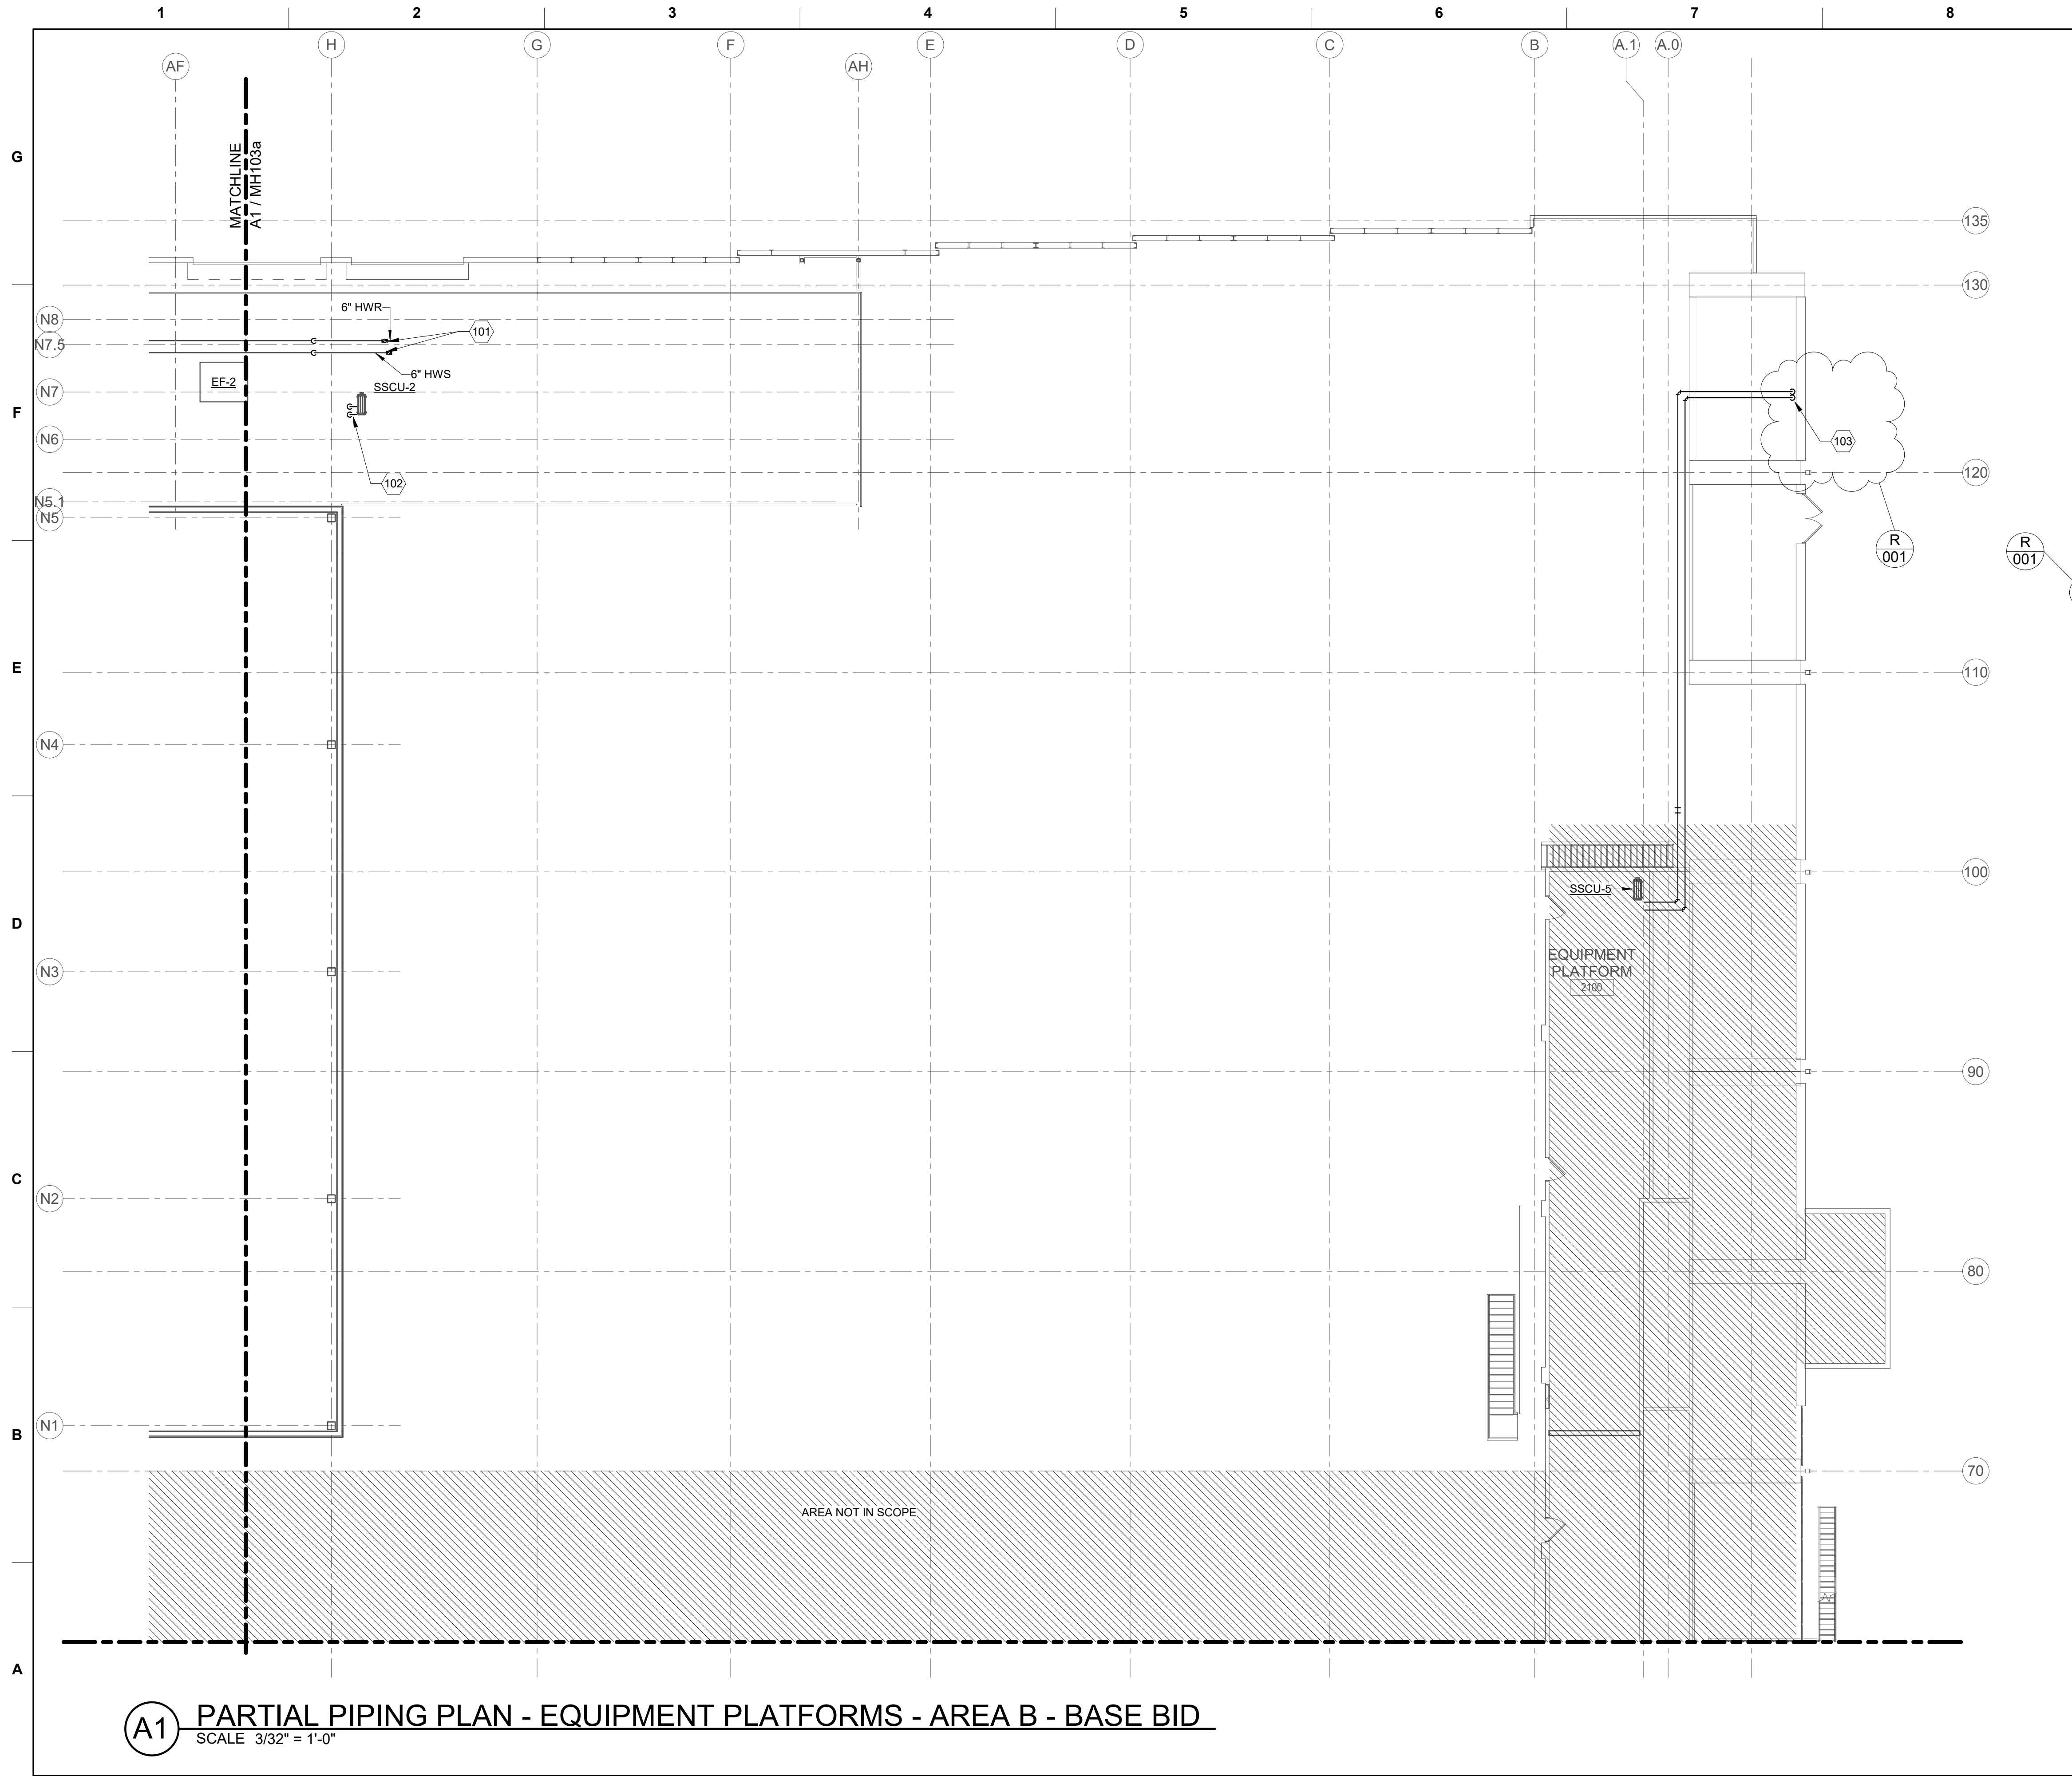 1 2 3 4 5 6 7 8
H G F E D C B A.1 A.0
AF AH
G
MATCHLINE
A1 / MH103a
135
130
N8
6" HWR
101
N7.5
6" HWS
EF-2
SSCU-2
N7
F
103
N6
120
102
N5.1
N5
R
001
R
001
E
110
N4
100
SSCU-5
D
EQUIPMENT
PLATFORM
2100
N3
90
C
N2
80
N1
B
70
AREA NOT IN SCOPE
A
A1
PARTIAL PIPING PLAN - EQUIPMENT PLATFORMS - AREA B - BASE BID
SCALE 3/32" = 1'-0"